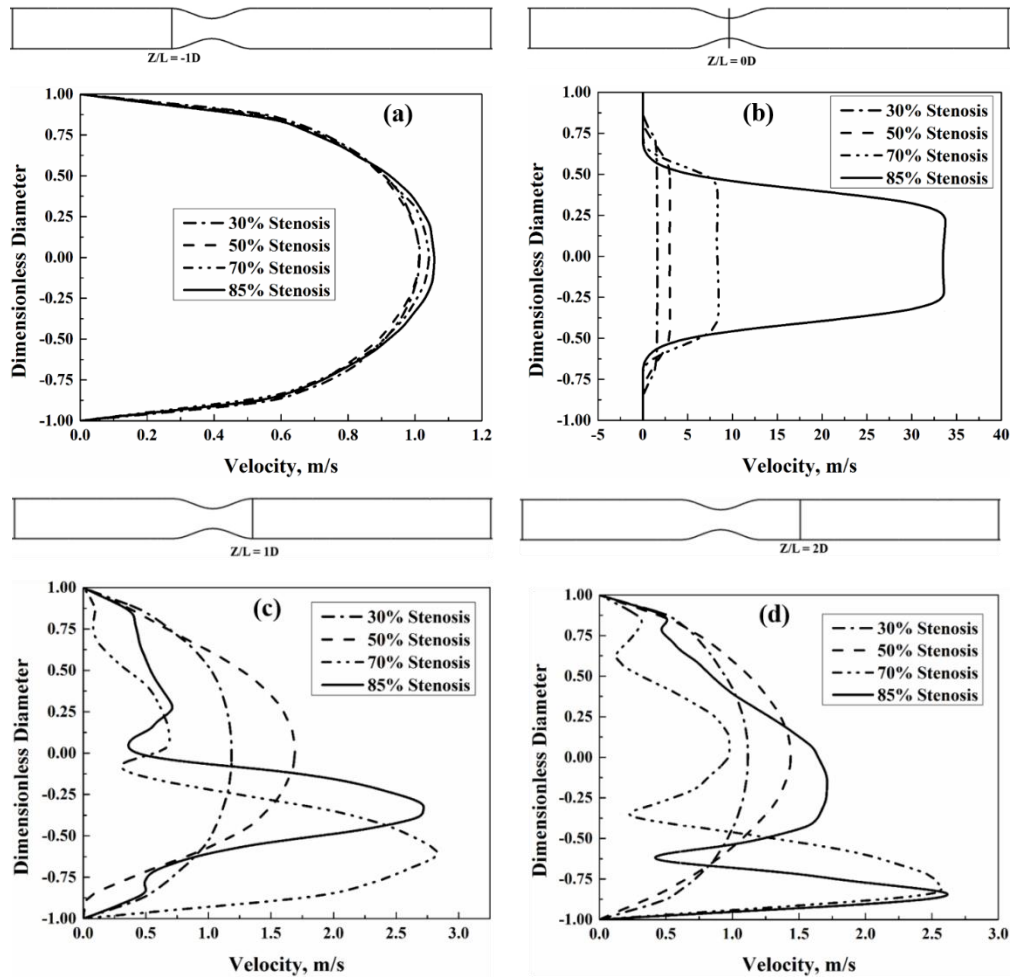 Z/L = -1D
Z/L = 0D
(a)
1.00
0.75
0.50
0.25
0.00
-0.25
-0.50
-0.75
-1.00
Dimensionless Diameter
30% Stenosis
50% Stenosis
70% Stenosis
85% Stenosis
0.0 0.2 0.4 0.6 0.8 1.0 1.2
Velocity, m/s
(b)
1.00
0.75
0.50
0.25
0.00
-0.25
-0.50
-0.75
-1.00
Dimensionless Diameter
30% Stenosis
50% Stenosis
70% Stenosis
85% Stenosis
-5 0 5 10 15 20 25 30 35 40
Velocity, m/s
Z/L = 1D
Z/L = 2D
(c)
1.00
0.75
0.50
0.25
0.00
-0.25
-0.50
-0.75
-1.00
Dimensionless Diameter
30% Stenosis
50% Stenosis
70% Stenosis
85% Stenosis
0.0 0.5 1.0 1.5 2.0 2.5 3.0
Velocity, m/s
(d)
1.00
0.75
0.50
0.25
0.00
-0.25
-0.50
-0.75
-1.00
Dimensionless Diameter
30% Stenosis
50% Stenosis
70% Stenosis
85% Stenosis
0.0 0.5 1.0 1.5 2.0 2.5 3.0
Velocity, m/s